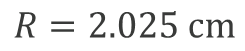 R = 2.025 cm